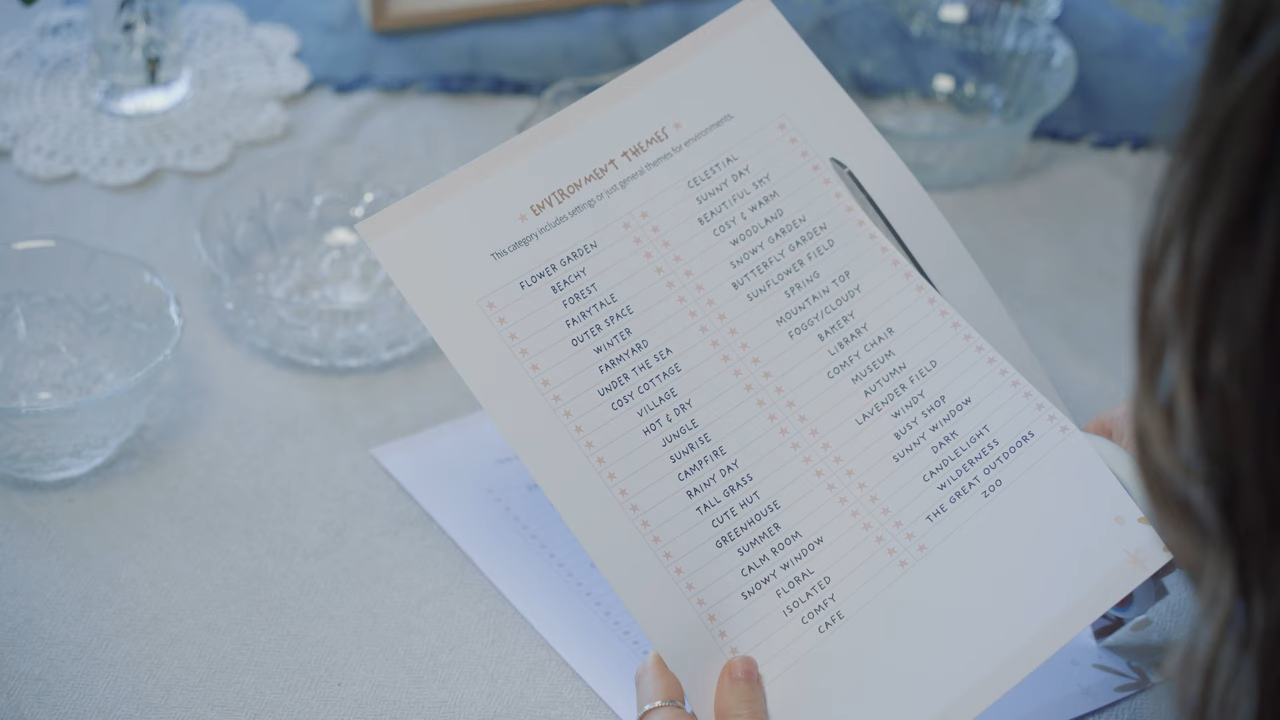 ENVIRONMENT THEMES
This category includes settings or just general themes for environments.
FLOWER GARDEN
BEACHY
FOREST
FAIRYTALE
OUTER SPACE
WINTER
FARMYARD
UNDER THE SEA
COSY COTTAGE
VILLAGE
HOT & DRY
JUNGLE
SUNRISE
CAMPFIRE
RAINY DAY
TALL GRASS
CUTE HUT
GREENHOUSE
SUMMER
CALM ROOM
SNOWY WINDOW
FLORAL
ISOLATED
COMFY
CAFE
CELESTIAL
SUNNY DAY
BEAUTIFUL SKY
COSY & WARM
WOODLAND
SNOWY GARDEN
BUTTERFLY GARDEN
SUNFLOWER FIELD
SPRING
MOUNTAIN TOP
FOGGY/CLOUDY
BAKERY
LIBRARY
COMFY CHAIR
MUSEUM
AUTUMN
LAVENDER FIELD
WINDY
BUSY SHOP
SUNNY WINDOW
DARK
CANDLELIGHT
WILDERNESS
THE GREAT OUTDOORS
ZOO